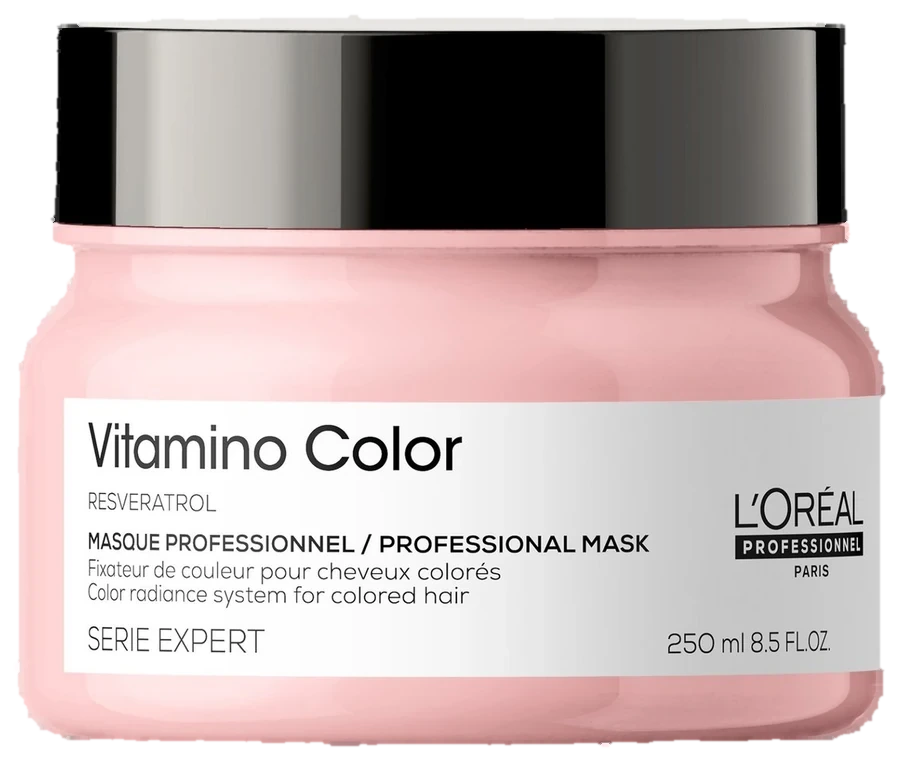 Vitamino Color
RESVERATROL
MASQUE PROFESSIONNEL / PROFESSIONAL MASK
Fixateur de couleur pour cheveux colorés
Color radiance system for colored hair
SERIE EXPERT
L'ORÉAL
PROFESSIONNEL
PARIS
250 ml 8.5 FL.OZ.